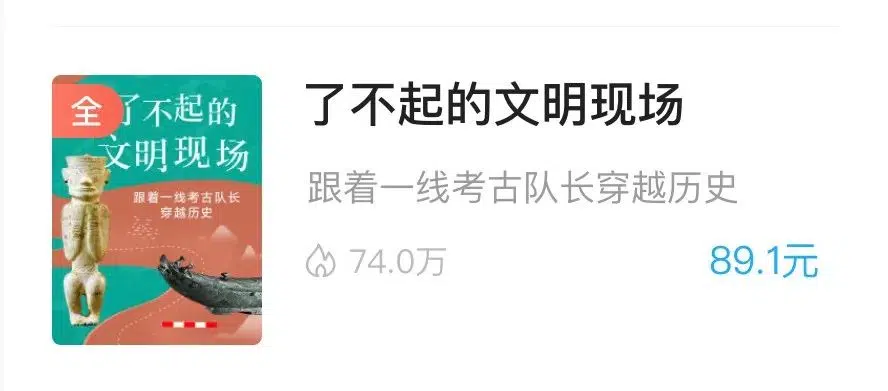 全
了不起的
文明现场
跟着一线考古队长
穿越历史
了不起的文明现场
跟着一线考古队长穿越历史
74.0万
89.1元